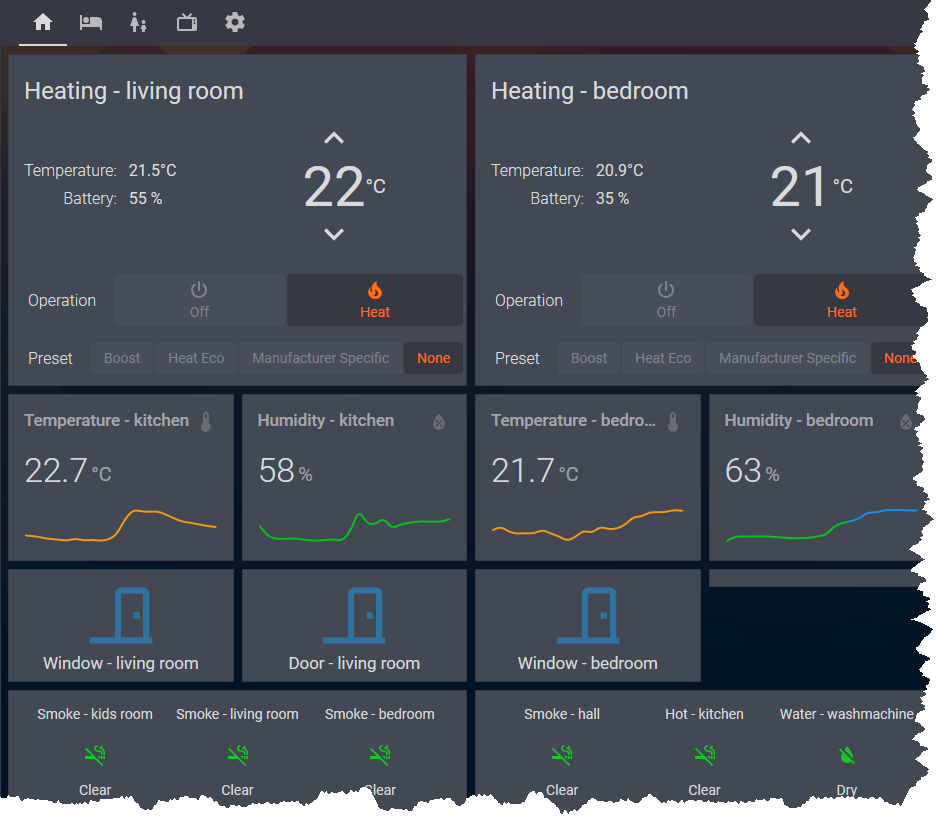 Heating - living room
Temperature: 21.5°C
Battery: 55 %
22°C
Operation
Off
Heat
Preset
Boost
Heat Eco
Manufacturer Specific
None
Heating - bedroom
Temperature: 20.9°C
Battery: 35 %
21°C
Operation
Off
Heat
Preset
Boost
Heat Eco
Manufacturer Specific
None
Temperature - kitchen
22.7 °C
Humidity - kitchen
58 %
Temperature - bedro...
21.7 °C
Humidity - bedroom
63 %
Window - living room
Door - living room
Window - bedroom
Smoke - kids room
Smoke - living room
Smoke - bedroom
Clear
Clear
Clear
Smoke - hall
Hot - kitchen
Water - washmachine
Clear
Clear
Dry